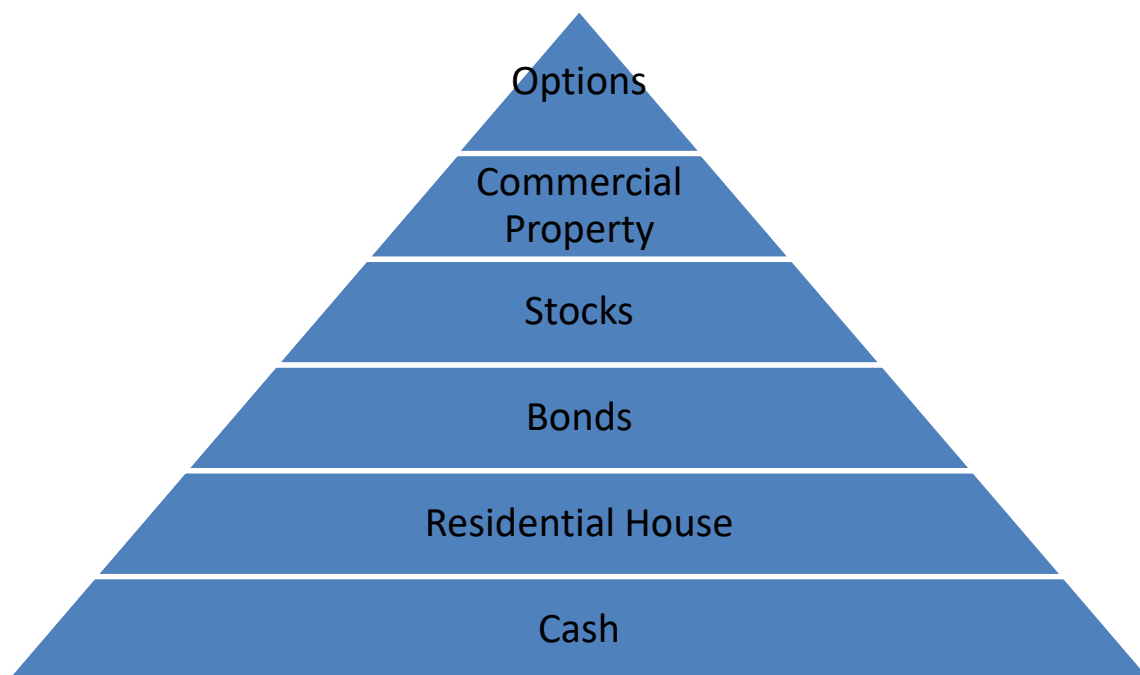 Options
Commercial
Property
Stocks
Bonds
Residential House
Cash